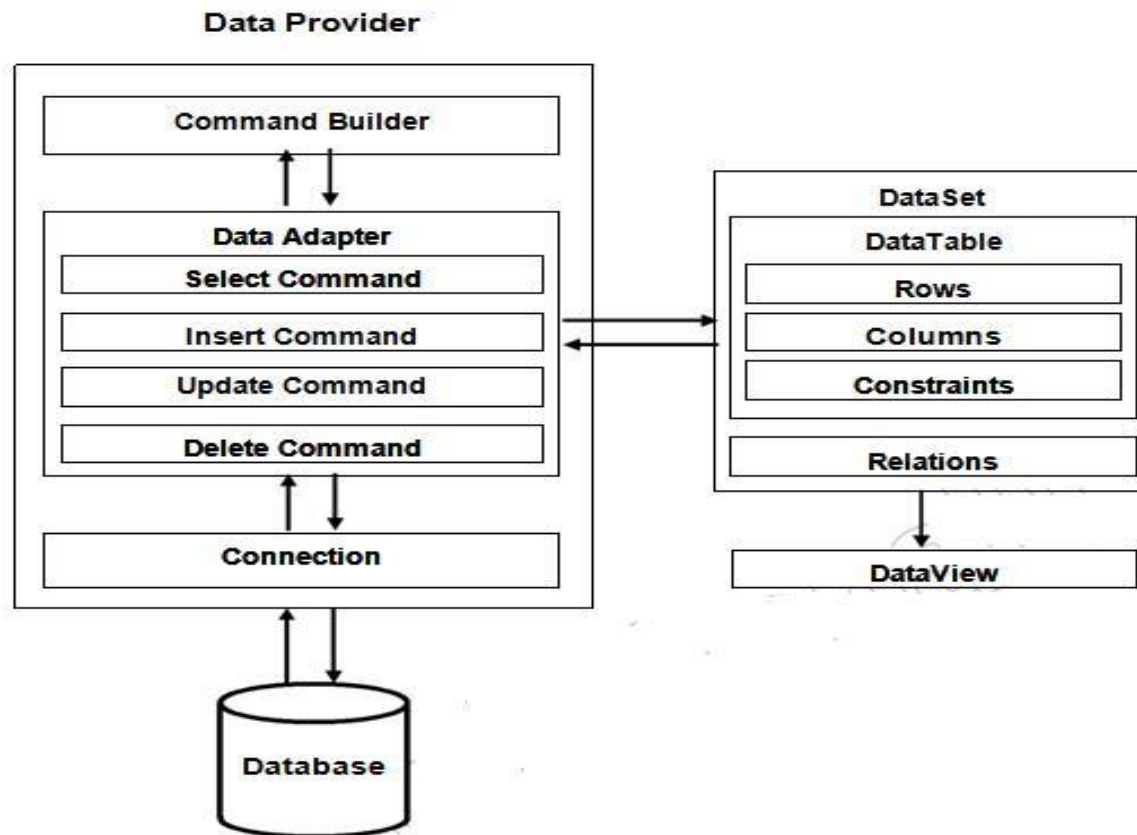 Data Provider
Command Builder
Data Adapter
Select Command
Insert Command
Update Command
Delete Command
Connection
Database
DataSet
DataTable
Rows
Columns
Constraints
Relations
DataView